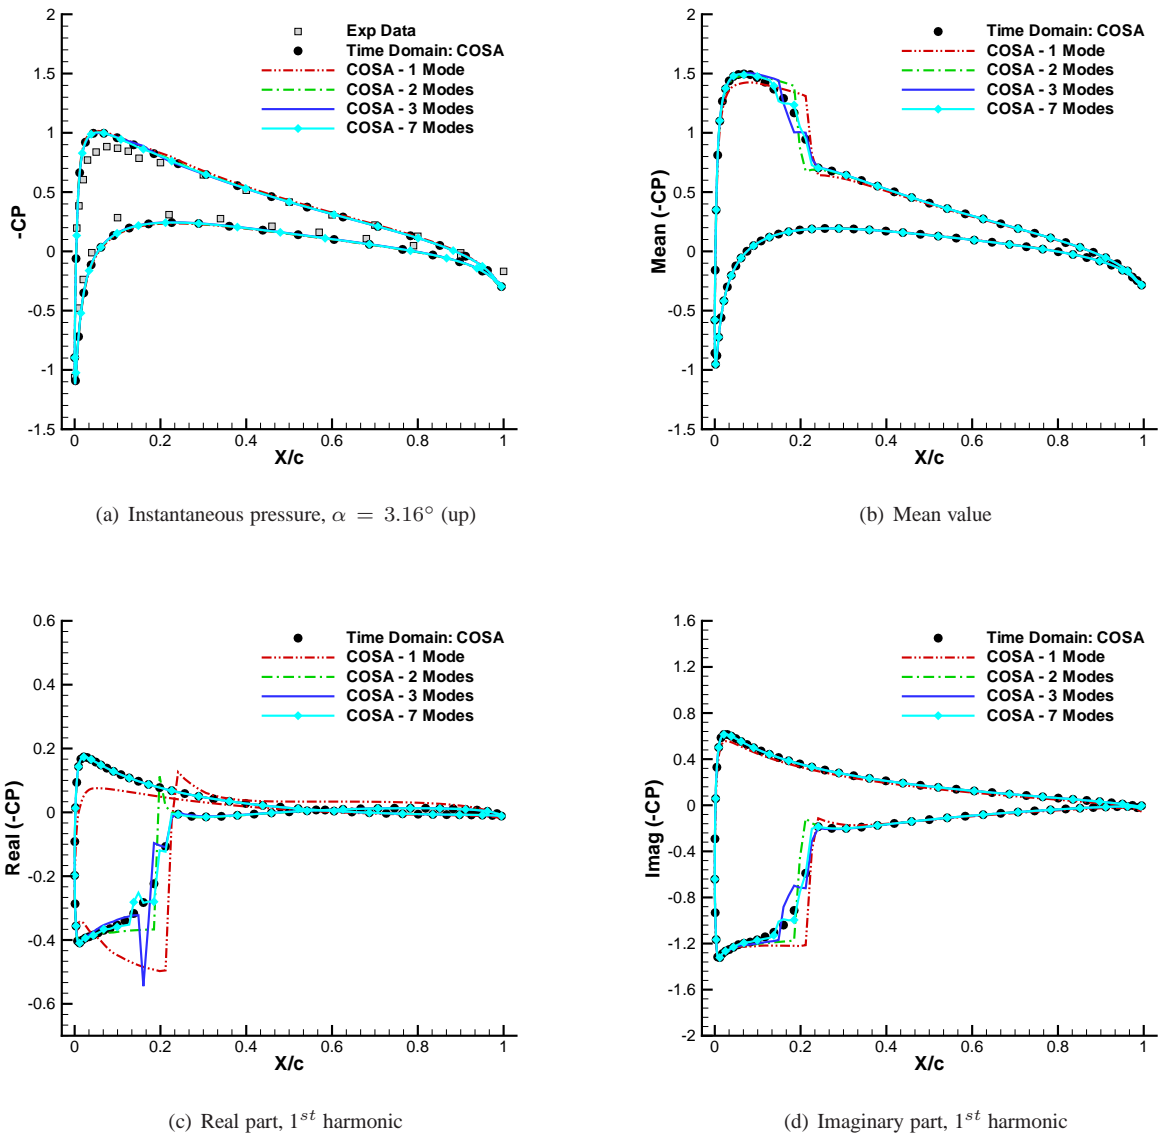 2
1.5
1
0.5
0
-0.5
-1
-1.5
-CP
0
0.2
0.4
0.6
0.8
1
X/c
Exp Data
Time Domain: COSA
COSA - 1 Mode
COSA - 2 Modes
COSA - 3 Modes
COSA - 7 Modes
(a) Instantaneous pressure, α = 3.16° (up)
2
1.5
1
0.5
0
-0.5
-1
-1.5
Mean (-CP)
0
0.2
0.4
0.6
0.8
1
X/c
Time Domain: COSA
COSA - 1 Mode
COSA - 2 Modes
COSA - 3 Modes
COSA - 7 Modes
(b) Mean value
0.6
0.4
0.2
0
-0.2
-0.4
-0.6
Real (-CP)
0
0.2
0.4
0.6
0.8
1
X/c
Time Domain: COSA
COSA - 1 Mode
COSA - 2 Modes
COSA - 3 Modes
COSA - 7 Modes
(c) Real part, 1st harmonic
1.6
1.2
0.8
0.4
0
-0.4
-0.8
-1.2
-1.6
-2
Imag (-CP)
0
0.2
0.4
0.6
0.8
1
X/c
Time Domain: COSA
COSA - 1 Mode
COSA - 2 Modes
COSA - 3 Modes
COSA - 7 Modes
(d) Imaginary part, 1st harmonic